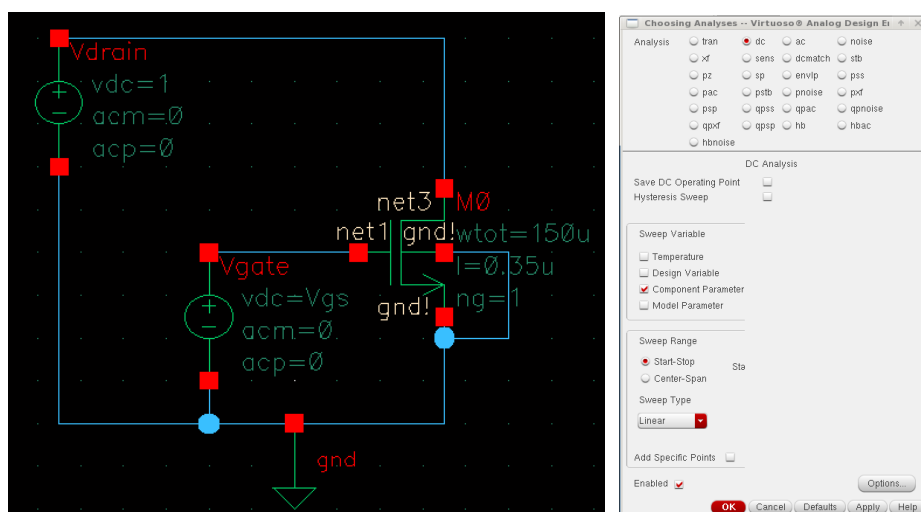 Vdrain
vdc=1
acm=0
acp=0
net3
M0
net1
gnd!
wtot=150u
l=0.35u
ng=1
gnd!
Vgate
vdc=Vgs
acm=0
acp=0
gnd
Choosing Analyses -- Virtuoso® Analog Design
Analysis
tran dc ac noise
xf sens dcmatch stb
pz sp envlp pss
pac pstb pnoise pxf
psp qpss qpac qpnoise
qpxf qpsp hb hbac
hbnoise
DC Analysis
Save DC Operating Point
Hysteresis Sweep
Sweep Variable
Temperature
Design Variable
Component Parameter
Model Parameter
Sweep Range
Start-Stop
Sta
Center-Span
Sweep Type
Linear
Add Specific Points
Enabled
Options...
OK Cancel Defaults Apply Help